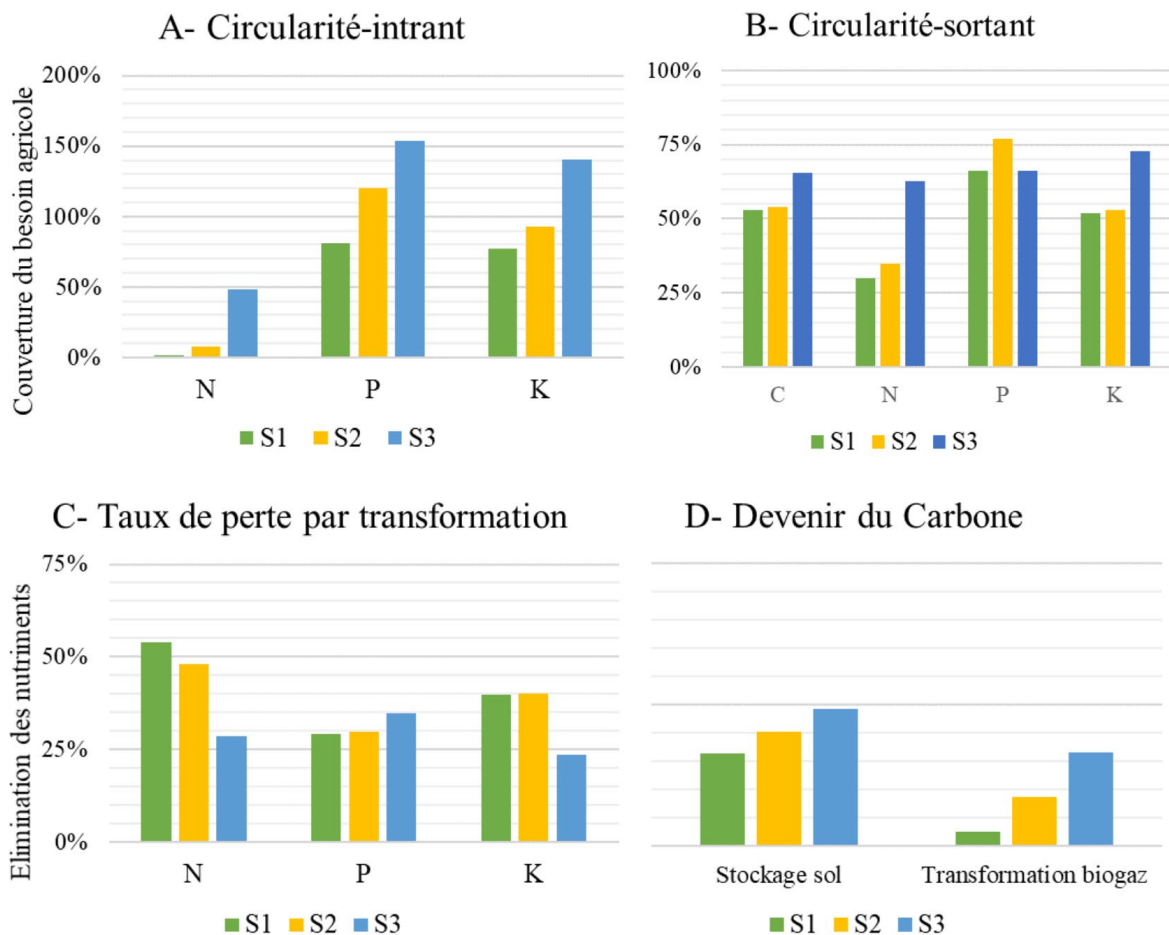 A- Circularité-intrant
Couverture du besoin agricole
200%
150%
100%
50%
0%
N P K
S1 S2 S3
B- Circularité-sortant
100%
75%
50%
25%
0%
C N P K
S1 S2 S3
C- Taux de perte par transformation
Elimination des nutriments
75%
50%
25%
0%
N P K
S1 S2 S3
D- Devenir du Carbone
Stockage sol Transformation biogaz
S1 S2 S3